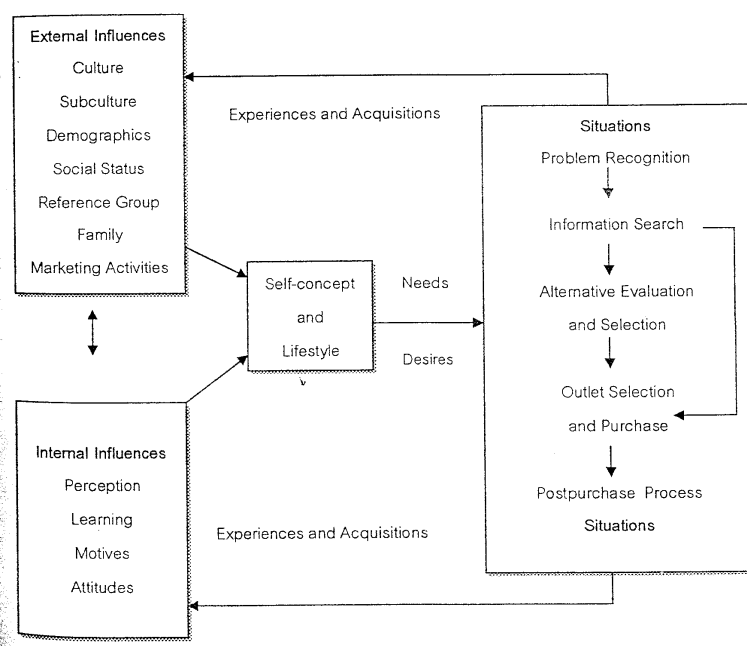 External Influences
Culture
Subculture
Demographics
Social Status
Reference Group
Family
Marketing Activities
Experiences and Acquisitions
Self-concept
and
Lifestyle
Needs
Desires
Situations
Problem Recognition
Information Search
Alternative Evaluation
and Selection
Outlet Selection
and Purchase
Postpurchase Process
Situations
Internal Influences
Perception
Learning
Motives
Attitudes
Experiences and Acquisitions